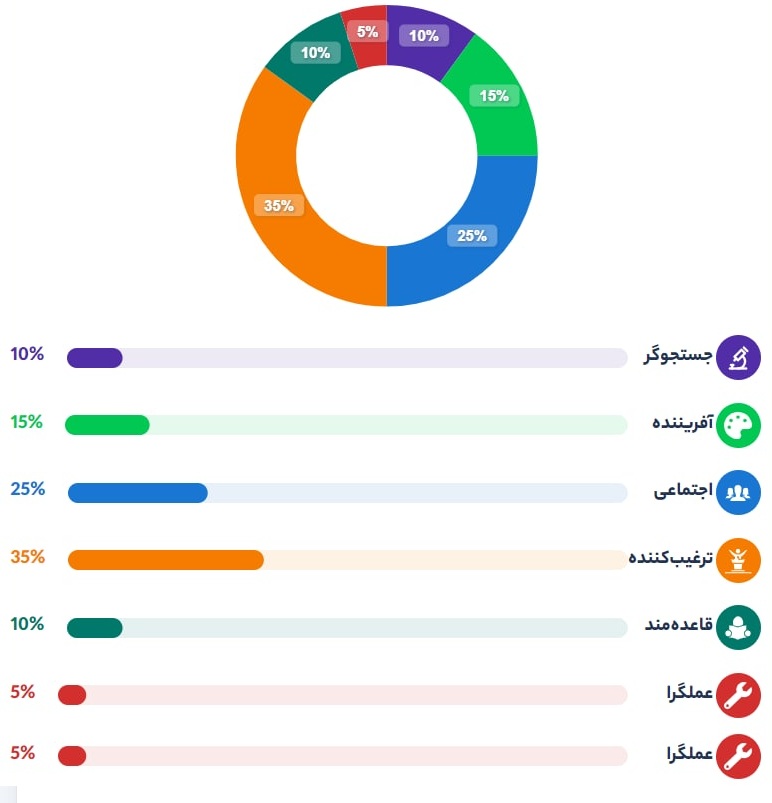 5%
10%
10%
15%
35%
25%
جستجوگر 10%
آفریننده 15%
اجتماعی 25%
ترغیب‌کننده 35%
قاعده‌مند 10%
عملگرا 5%
عملگرا 5%